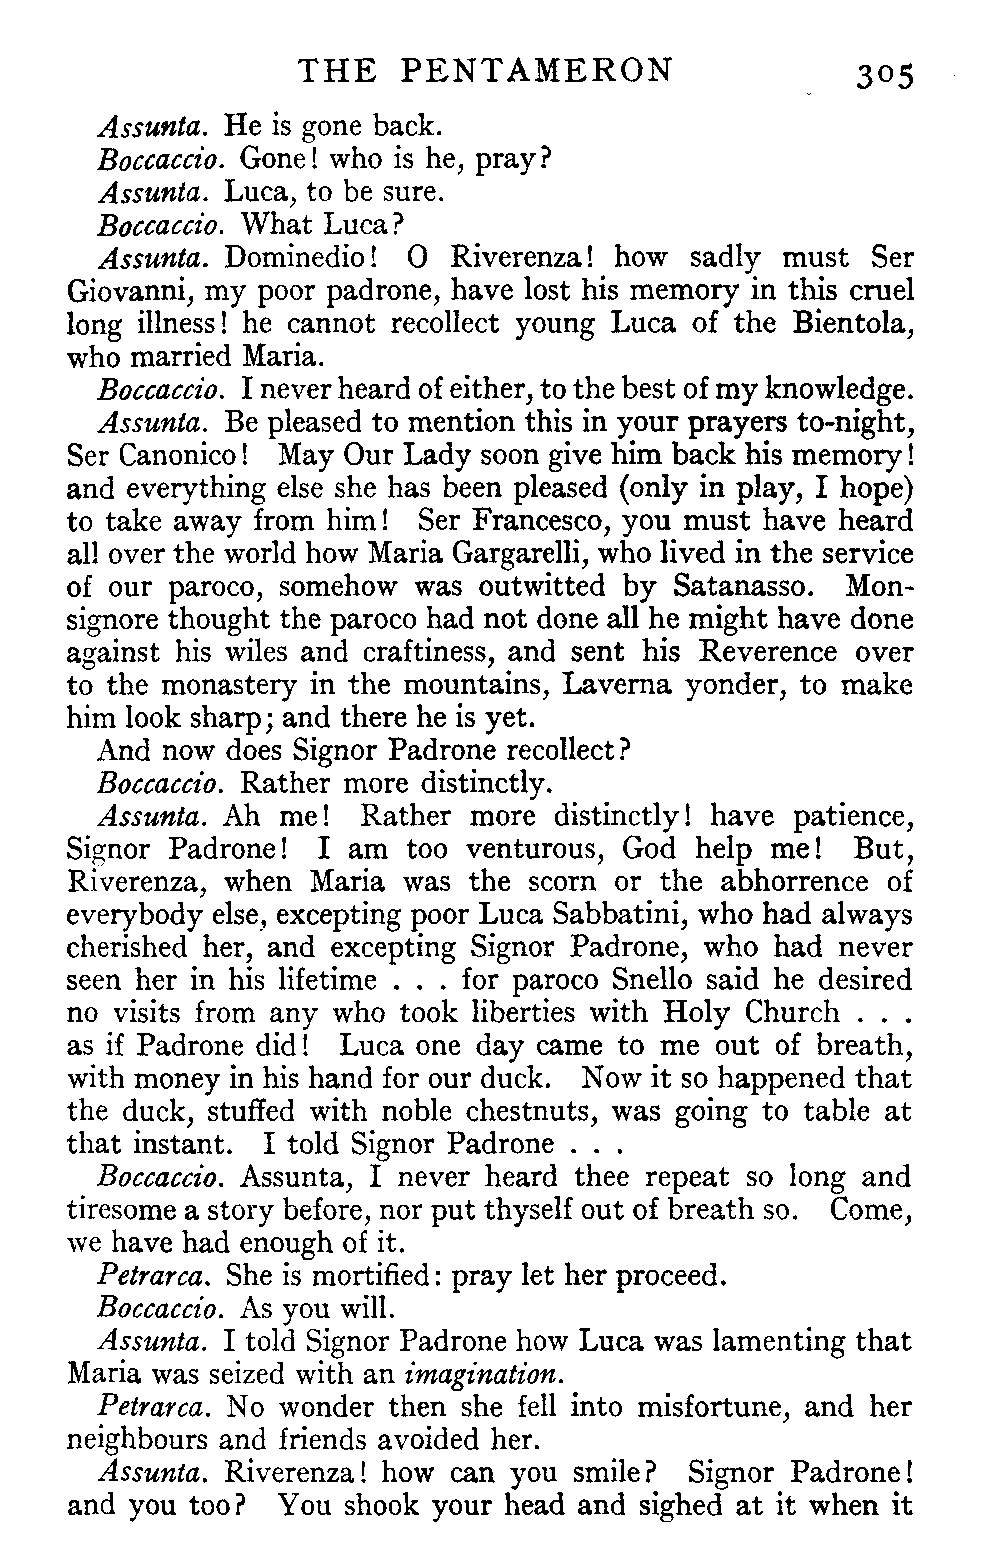 THE PENTAMERON 305
Assunta. He is gone back.
Boccaccio. Gone! who is he, pray?
Assunta. Luca, to be sure.
Boccaccio. What Luca?
Assunta. Dominedio! O Riverenza! how sadly must Ser
Giovanni, my poor padrone, have lost his memory in this cruel
long illness! he cannot recollect young Luca of the Bientola,
who married Maria.
Boccaccio. I never heard of either, to the best of my knowledge.
Assunta. Be pleased to mention this in your prayers to-night,
Ser Canonico! May Our Lady soon give him back his memory!
and everything else she has been pleased (only in play, I hope)
to take away from him! Ser Francesco, you must have heard
all over the world how Maria Gargarelli, who lived in the service
of our paroco, somehow was outwitted by Satanasso. Mon-
signore thought the paroco had not done all he might have done
against his wiles and craftiness, and sent his Reverence over
to the monastery in the mountains, Laverna yonder, to make
him look sharp; and there he is yet.
And now does Signor Padrone recollect?
Boccaccio. Rather more distinctly.
Assunta. Ah me! Rather more distinctly! have patience,
Signor Padrone! I am too venturous, God help me! But,
Riverenza, when Maria was the scorn or the abhorrence of
everybody else, excepting poor Luca Sabbatini, who had always
cherished her, and excepting Signor Padrone, who had never
seen her in his lifetime . . . for paroco Snello said he desired
no visits from any who took liberties with Holy Church . . .
as if Padrone did! Luca one day came to me out of breath,
with money in his hand for our duck. Now it so happened that
the duck, stuffed with noble chestnuts, was going to table at
that instant. I told Signor Padrone . . .
Boccaccio. Assunta, I never heard thee repeat so long and
tiresome a story before, nor put thyself out of breath so. Come,
we have had enough of it.
Petrarca. She is mortified: pray let her proceed.
Boccaccio. As you will.
Assunta. I told Signor Padrone how Luca was lamenting that
Maria was seized with an imagination.
Petrarca. No wonder then she fell into misfortune, and her
neighbours and friends avoided her.
Assunta. Riverenza! how can you smile? Signor Padrone!
and you too? You shook your head and sighed at it when it